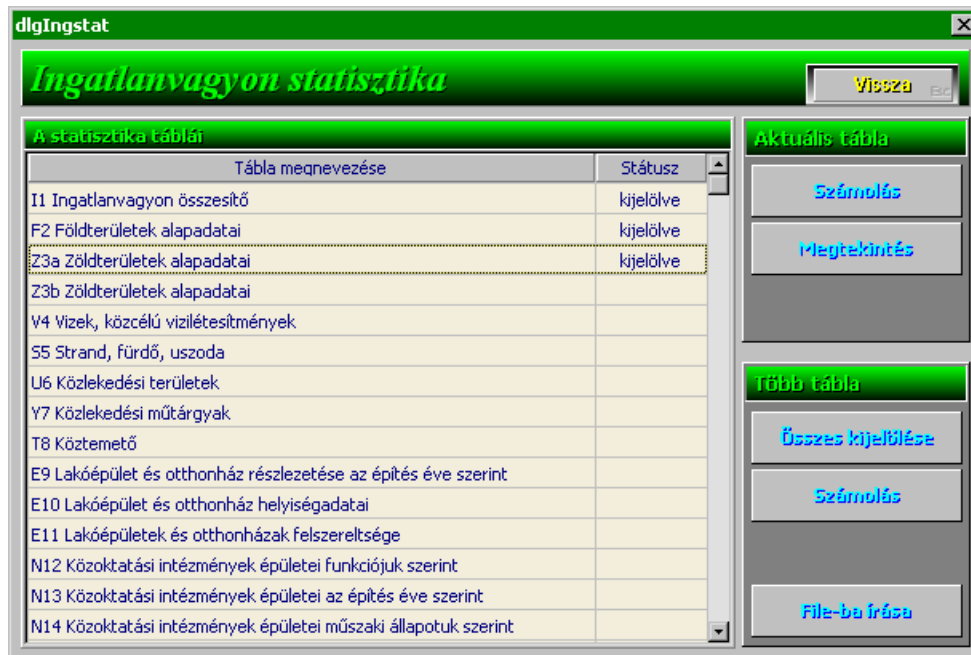 dlgIngstat
Ingatlanvagyon statisztika
Vissza Esc
A statisztika táblái
Tábla megnevezése Státusz
I1 Ingatlanvagyon összesítő kijelölve
F2 Földterületek alapadatai kijelölve
Z3a Zöldterületek alapadatai kijelölve
Z3b Zöldterületek alapadatai
V4 Vizek, közcélú vizilétesítmények
S5 Strand, fürdő, uszoda
U6 Közlekedési területek
Y7 Közlekedési műtárgyak
T8 Köztemető
E9 Lakóépület és otthonház részlezetése az építés éve szerint
E10 Lakóépület és otthonház helyiségadatai
E11 Lakóépületek és otthonházak felszereltsége
N12 Közoktatási intézmények épületei funkciójuk szerint
N13 Közoktatási intézmények épületei az építés éve szerint
N14 Közoktatási intézmények épületei műszaki állapotuk szerint
Aktuális tábla
Számolás
Megtekintés
Több tábla
Összes kijelölése
Számolás
File-ba írása